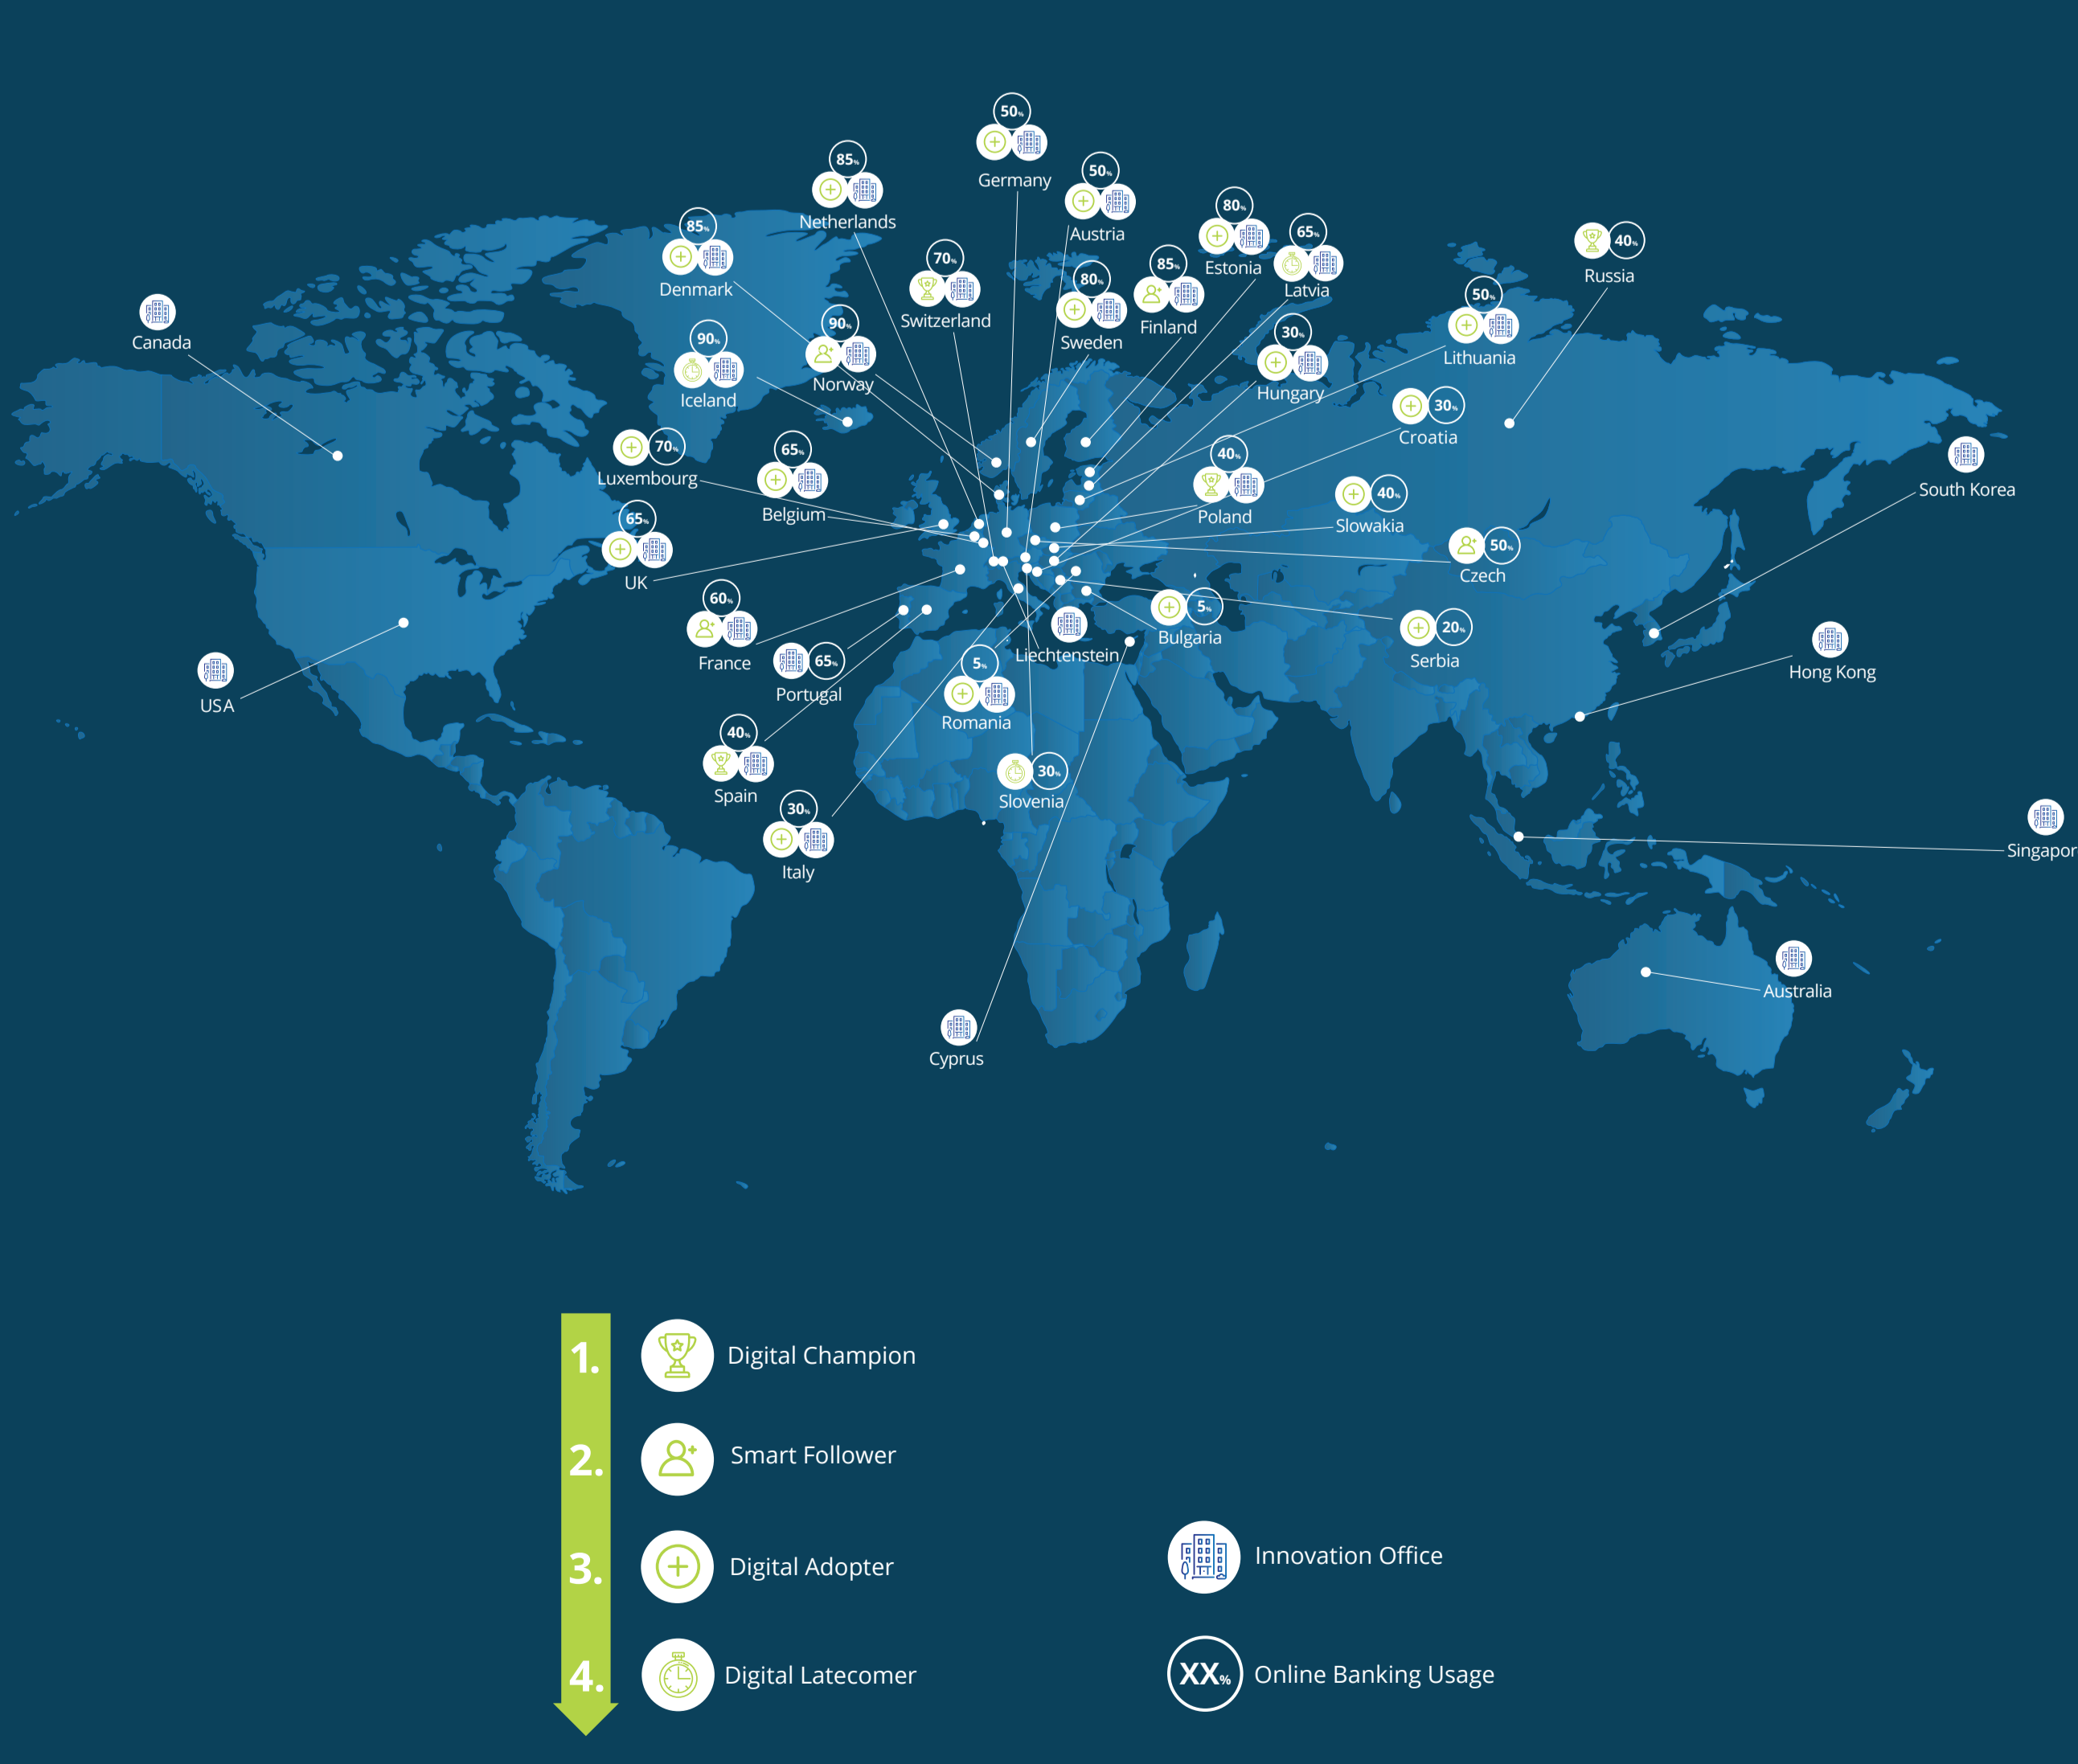 50%
Germany
85%
Netherlands
50%
Austria
80%
Estonia
85%
Denmark
65%
Latvia
40%
Russia
70%
Switzerland
80%
Sweden
85%
Finland
50%
Lithuania
Canada
90%
Iceland
90%
Norway
30%
Hungary
30%
Croatia
70%
Luxembourg
65%
Belgium
40%
Poland
40%
Slowakia
South Korea
65%
UK
50%
Czech
60%
France
65%
Portugal
5%
Romania
Liechtenstein
5%
Bulgaria
20%
Serbia
Hong Kong
USA
40%
Spain
30%
Slovenia
30%
Italy
Singapor
Australia
Cyprus
1.
Digital Champion
2.
Smart Follower
3.
Digital Adopter
Innovation Office
4.
Digital Latecomer
XX%
Online Banking Usage